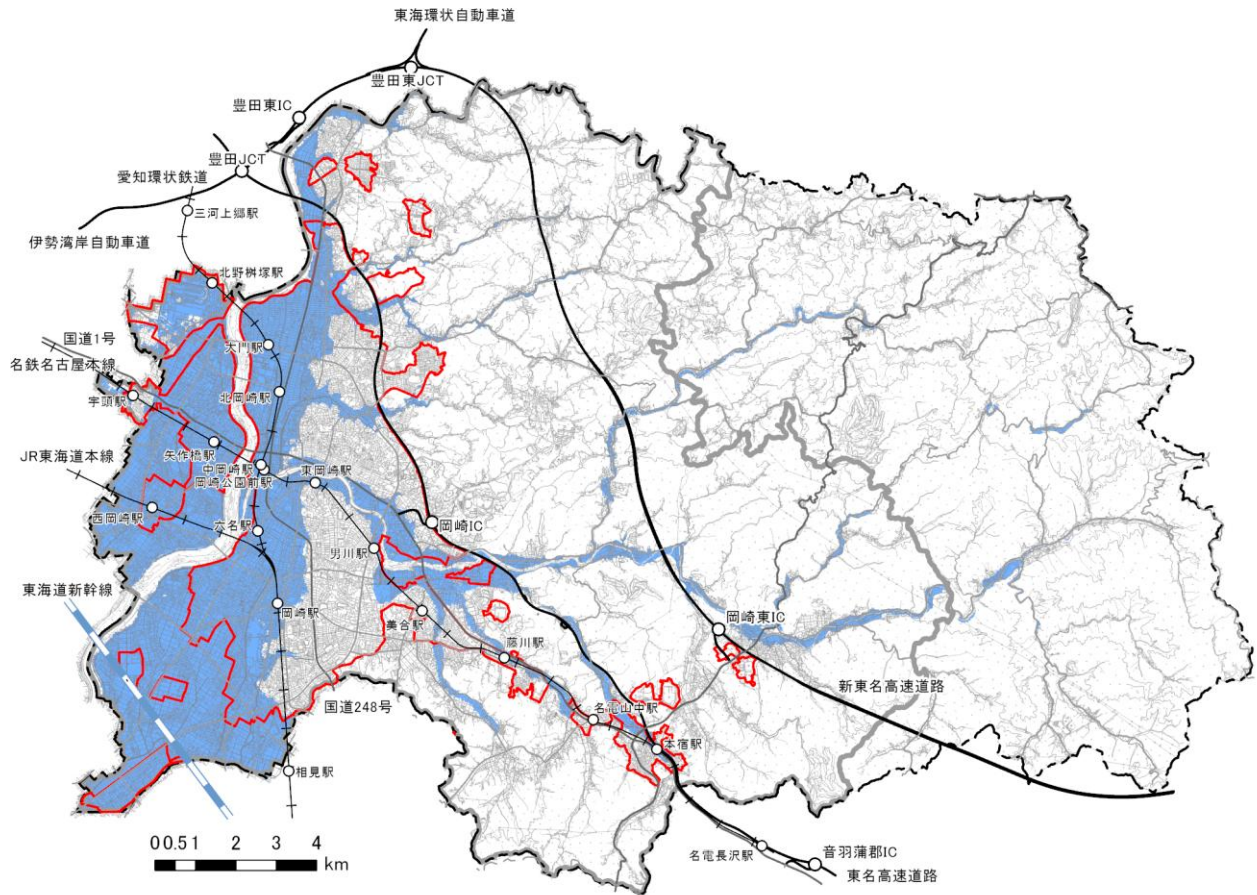 東海環状自動車道
豊田東JCT
豊田東IC
豊田JCT
愛知環状鉄道
三河上郷駅
伊勢湾岸自動車道
北野桝塚駅
国道1号
大門駅
名鉄名古屋本線
宇頭駅
北岡崎駅
矢作橋駅
JR東海道本線
中岡崎駅
岡崎公園前駅
東岡崎駅
西岡崎駅
六名駅
岡崎IC
男川駅
東海道新幹線
岡崎駅
美合駅
岡崎東IC
藤川駅
新東名高速道路
国道248号
名電山中駅
本宿駅
相見駅
0 0.5 1 2 3 4
km
名電長沢駅
音羽蒲郡IC
東名高速道路